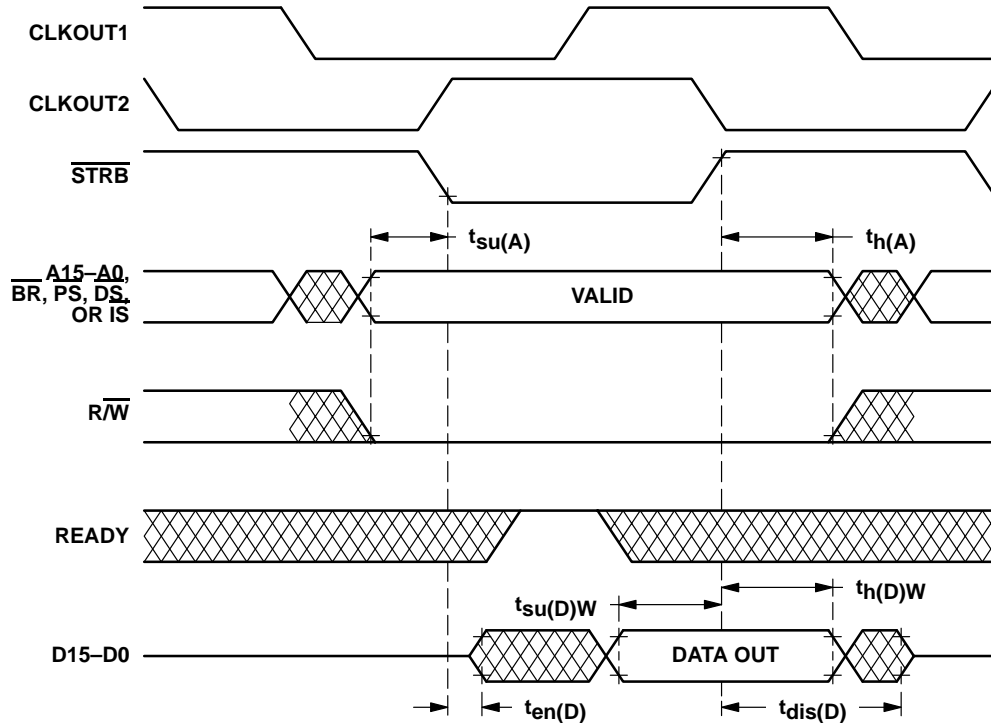 CLKOUT1
CLKOUT2
STRB
tsu(A)
th(A)
A15–A0,
BR, PS, DS,
OR IS
VALID
R/W
READY
tsu(D)W
th(D)W
D15–D0
DATA OUT
ten(D)
tdis(D)